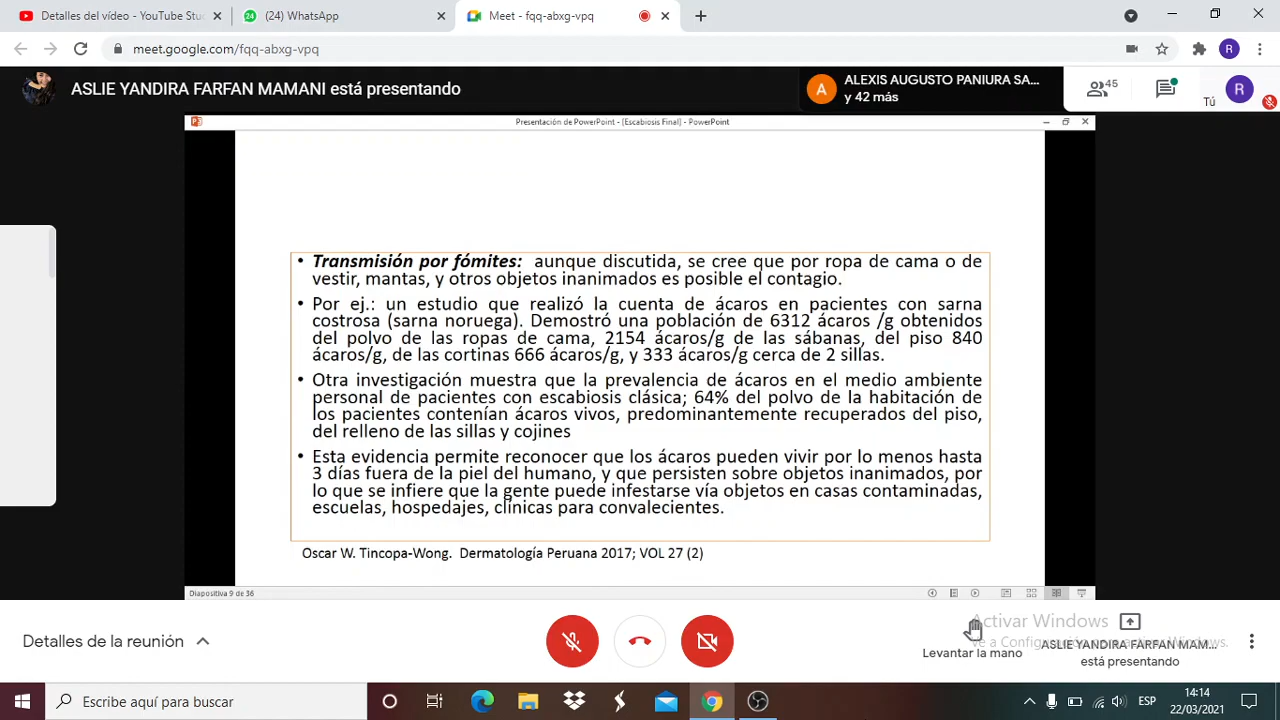 Detalles del vídeo - YouTube Stu
(24) WhatsApp
Meet - fqq-abxg-vpq
meet.google.com/fqq-abxg-vpq
R
ASLIE YANDIRA FARFAN MAMANI está presentando
A
ALEXIS AUGUSTO PANIURA SA...
y 42 más
45
Tú
R
Presentación de PowerPoint - [Escabiosis Final] - PowerPoint
• Transmisión por fómites: aunque discutida, se cree que por ropa de cama o de
vestir, mantas, y otros objetos inanimados es posible el contagio.
• Por ej.: un estudio que realizó la cuenta de ácaros en pacientes con sarna
costrosa (sarna noruega). Demostró una población de 6312 ácaros /g obtenidos
del polvo de las ropas de cama, 2154 ácaros/g de las sábanas, del piso 840
ácaros/g, de las cortinas 666 ácaros/g, y 333 ácaros/g cerca de 2 sillas.
• Otra investigación muestra que la prevalencia de ácaros en el medio ambiente
personal de pacientes con escabiosis clásica; 64% del polvo de la habitación de
los pacientes contenían ácaros vivos, predominantemente recuperados del piso,
del relleno de las sillas y cojines
• Esta evidencia permite reconocer que los ácaros pueden vivir por lo menos hasta
3 días fuera de la piel del humano, y que persisten sobre objetos inanimados, por
lo que se infiere que la gente puede infestarse vía objetos en casas contaminadas,
escuelas, hospedajes, clínicas para convalecientes.
Oscar W. Tincopa-Wong. Dermatología Peruana 2017; VOL 27 (2)
Diapositiva 9 de 36
Detalles de la reunión
Activar Windows
Ve a Configuración para activar Windows.
Levantar la mano
ASLIE YANDIRA FARFAN MAM...
está presentando
Escribe aquí para buscar
ESP
14:14
22/03/2021